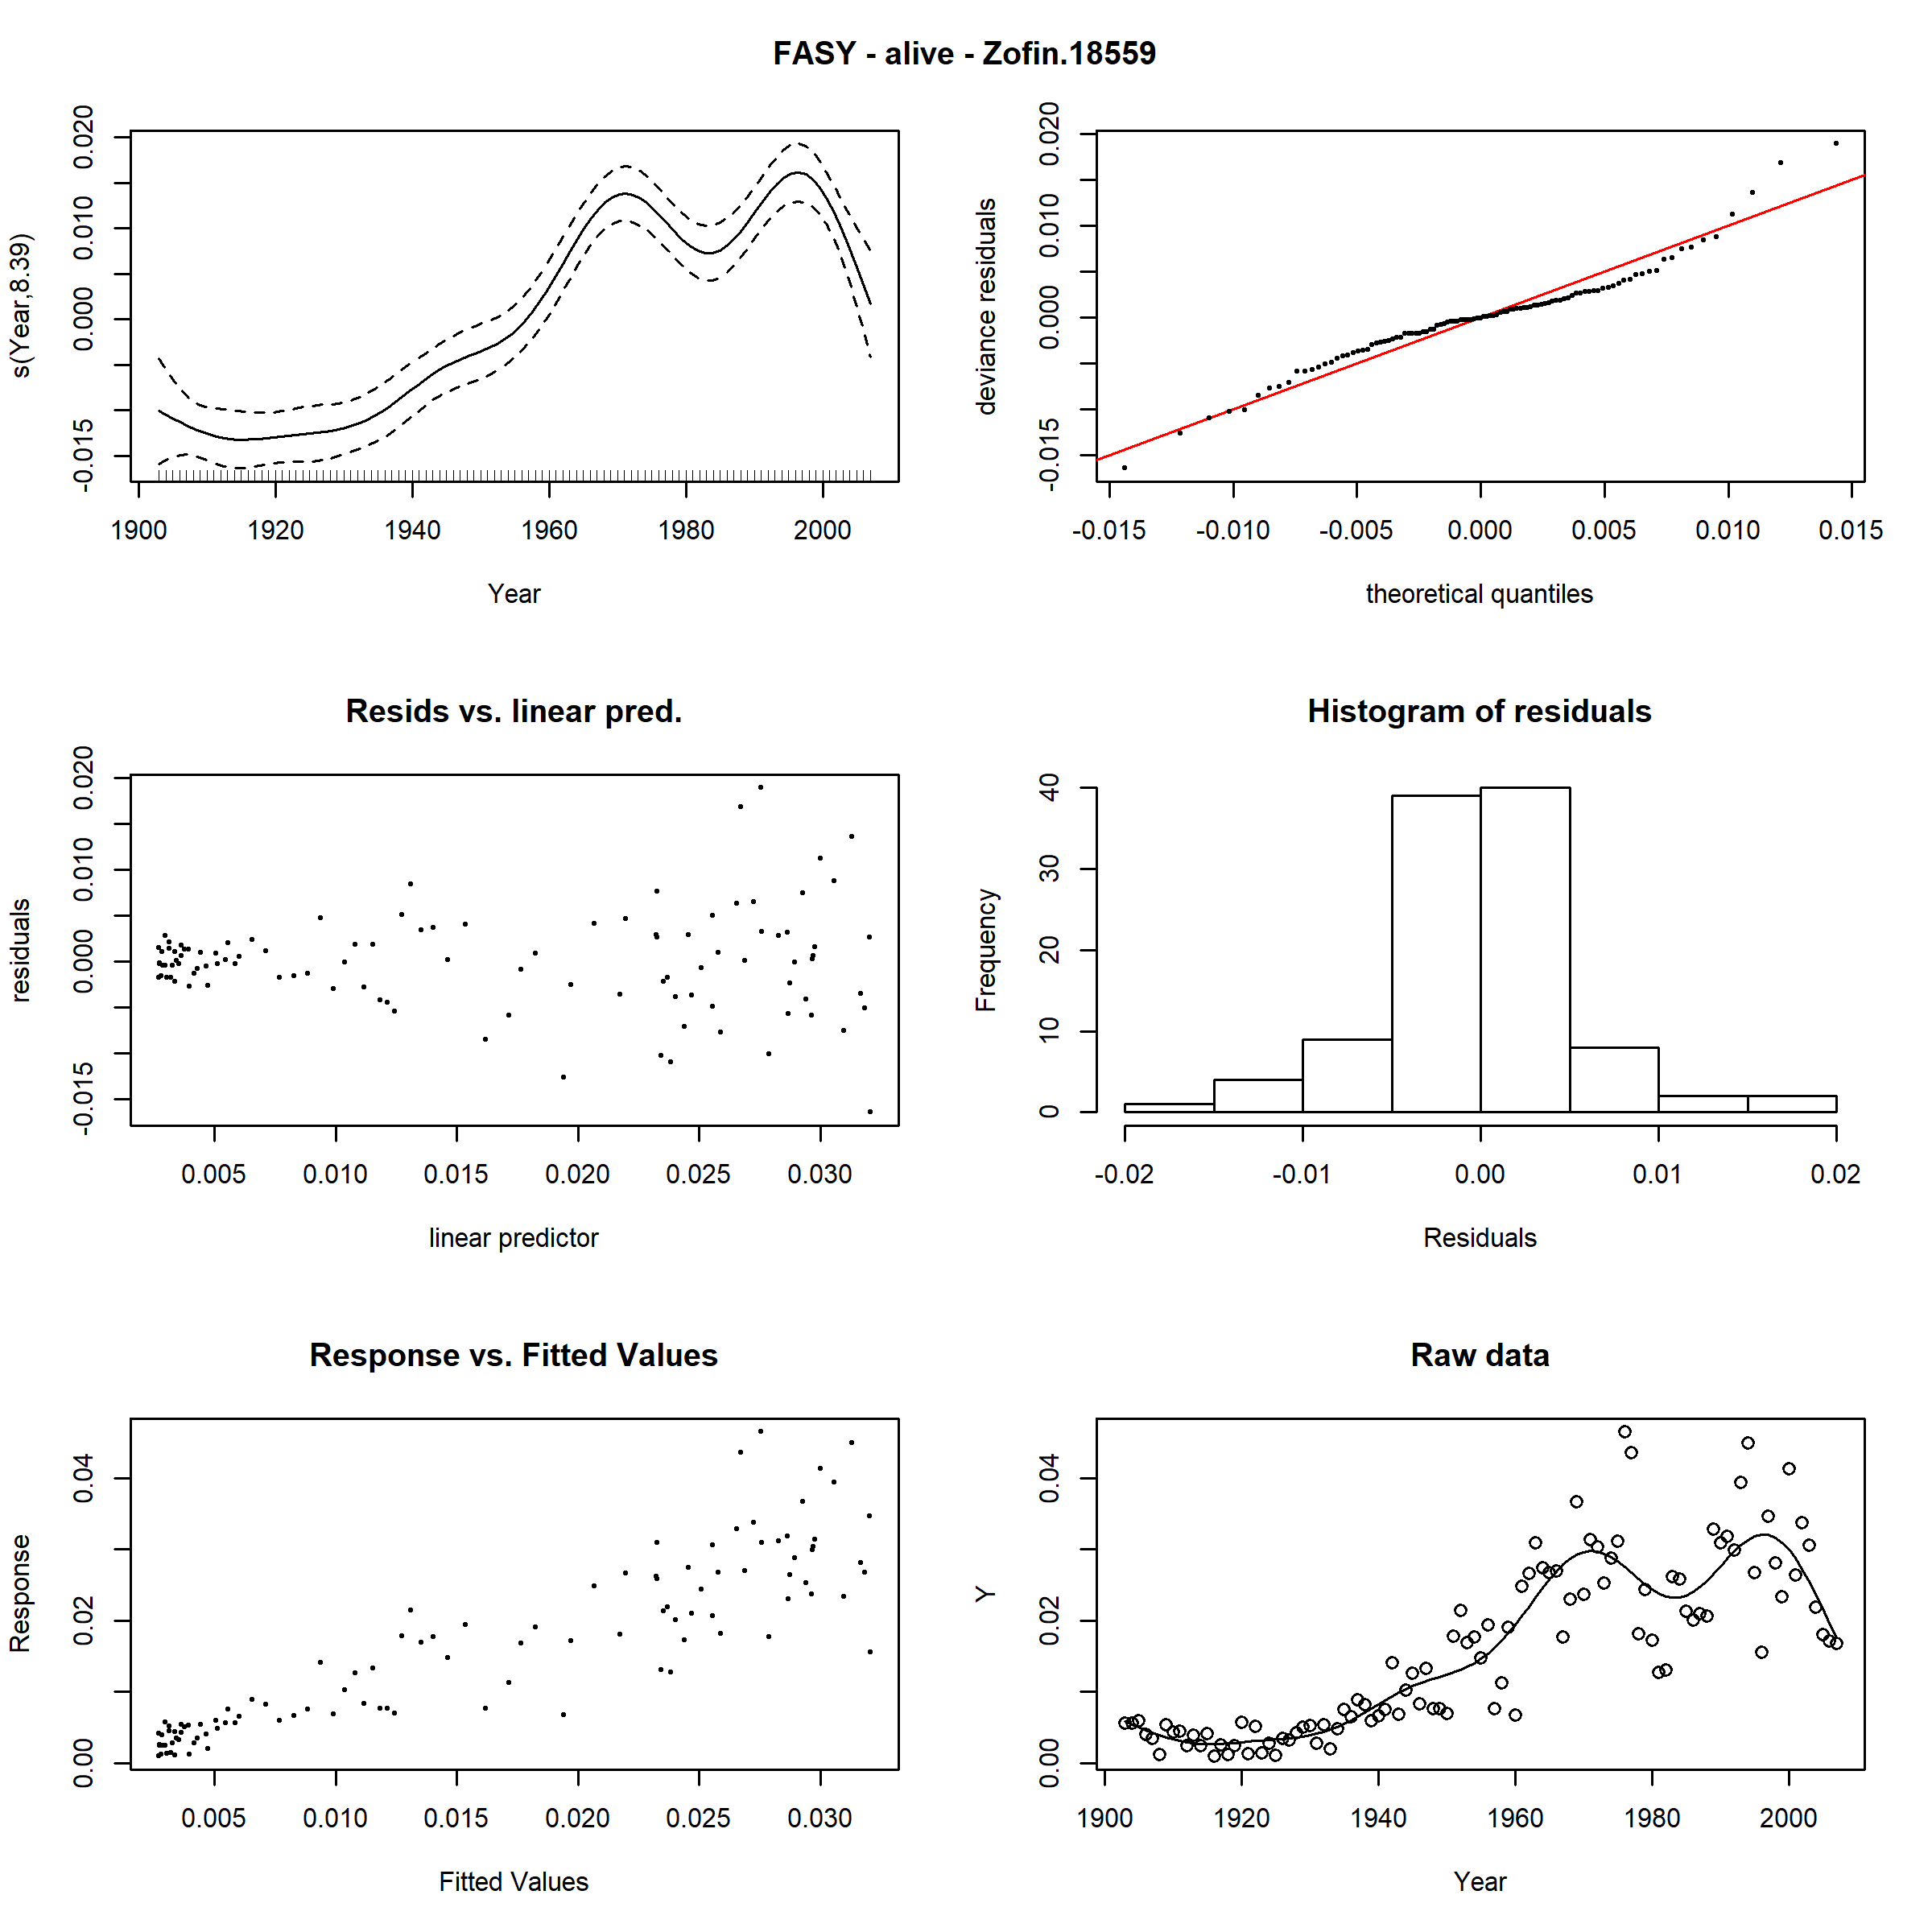 FASY - alive - Zofin.18559
s(Year,8.39)
-0.015 0.000 0.010 0.020
1900 1920 1940 1960 1980 2000
Year
deviance residuals
-0.015 0.000 0.010 0.020
-0.015 -0.010 -0.005 0.000 0.005 0.010 0.015
theoretical quantiles
Resids vs. linear pred.
residuals
-0.015 0.000 0.010 0.020
0.005 0.010 0.015 0.020 0.025 0.030
linear predictor
Histogram of residuals
Frequency
0 10 20 30 40
-0.02 -0.01 0.00 0.01 0.02
Residuals
Response vs. Fitted Values
Response
0.00 0.02 0.04
0.005 0.010 0.015 0.020 0.025 0.030
Fitted Values
Raw data
Y
0.00 0.02 0.04
1900 1920 1940 1960 1980 2000
Year